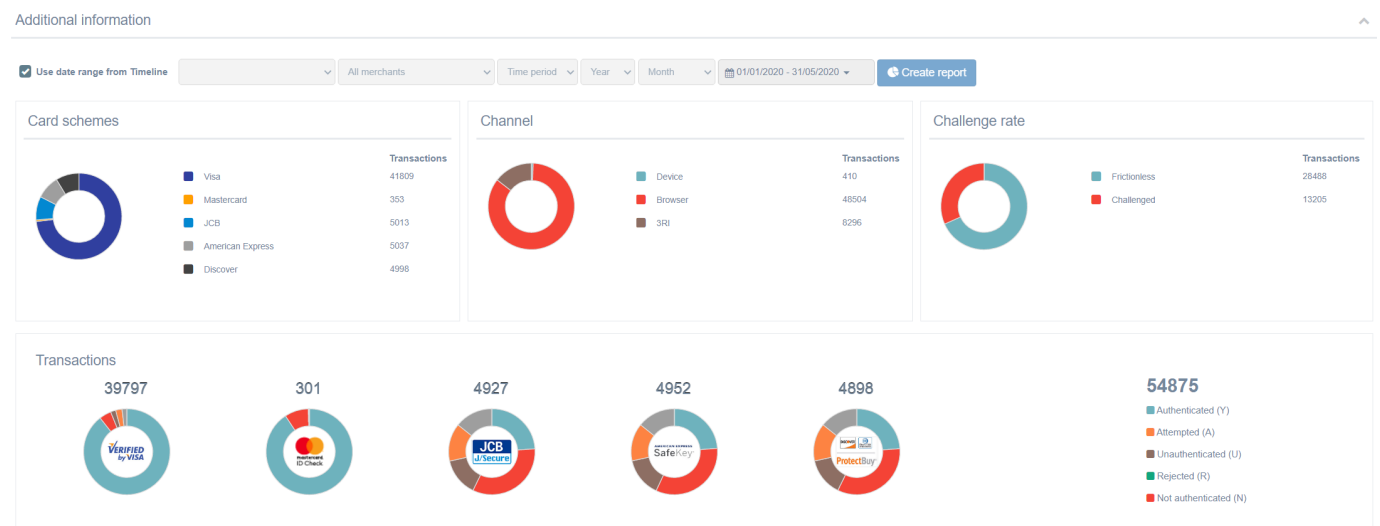 Additional information
Use date range from Timeline
All merchants
Time period
Year
Month
01/01/2020 - 31/05/2020
Create report
Card schemes
Transactions
Visa 41809
Mastercard 353
JCB 5013
American Express 5037
Discover 4998
Channel
Transactions
Device 410
Browser 48504
3RI 8296
Challenge rate
Transactions
Frictionless 28488
Challenged 13205
Transactions
39797
VERIFIED
by VISA
301
mastercard
ID Check
4927
JCB
J/Secure
4952
AMERICAN EXPRESS
SafeKey
4898
DISCOVER
ProtectBuy
54875
Authenticated (Y)
Attempted (A)
Unauthenticated (U)
Rejected (R)
Not authenticated (N)